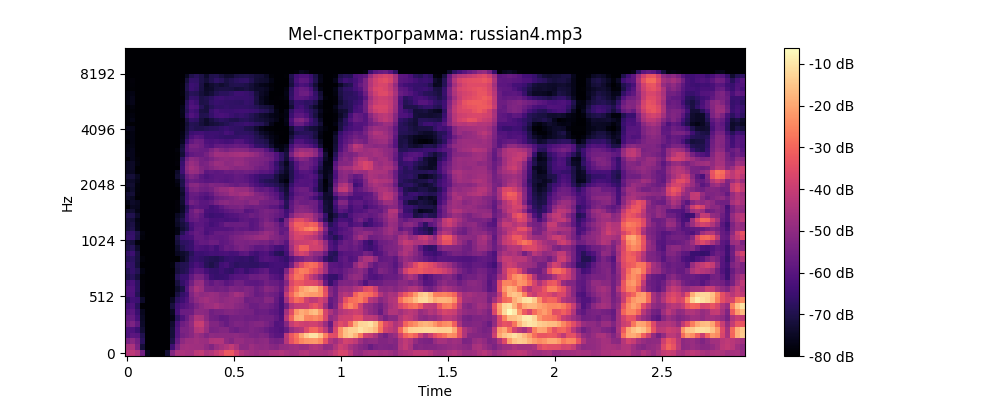 Mel-спектрограмма: russian4.mp3
Hz
8192
4096
2048
1024
512
0
0 0.5 1 1.5 2 2.5
Time
-10 dB
-20 dB
-30 dB
-40 dB
-50 dB
-60 dB
-70 dB
-80 dB